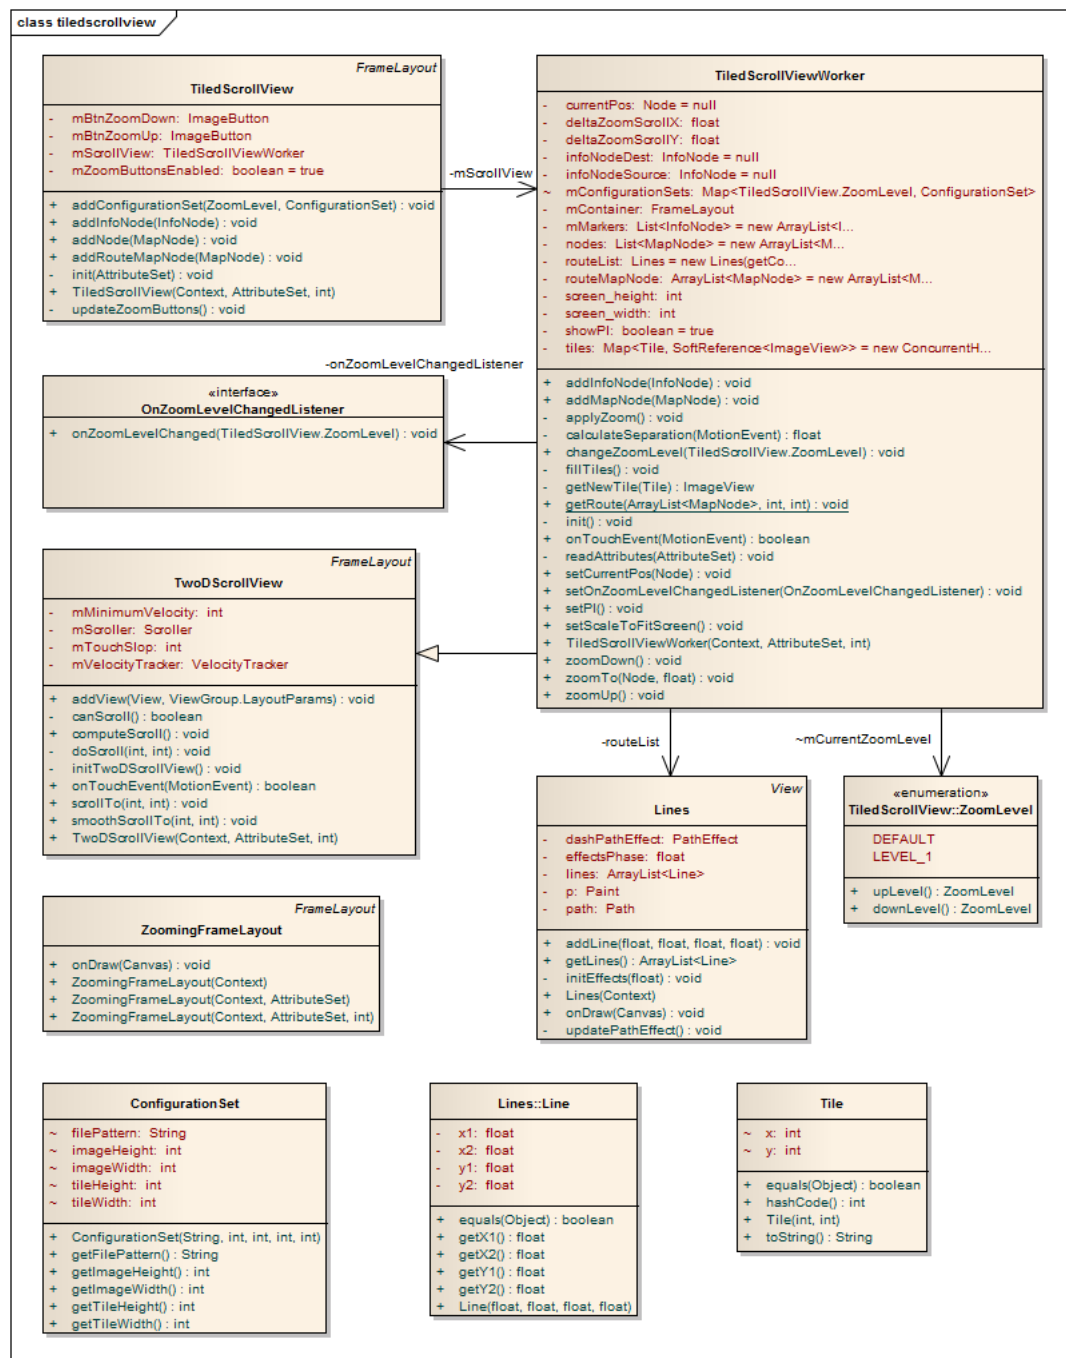 class tiledscrollview
FrameLayout
TiledScrollView
- mBtnZoomDown: ImageButton
- mBtnZoomUp: ImageButton
- mScrollView: TiledScrollViewWorker
- mZoomButtonsEnabled: boolean = true
+ addConfigurationSet(ZoomLevel, ConfigurationSet) : void
+ addInfoNode(InfoNode) : void
+ addNode(MapNode) : void
+ addRouteMapNode(MapNode) : void
- init(AttributeSet) : void
+ TiledScrollView(Context, AttributeSet, int)
- updateZoomButtons() : void
-mScrollView
TiledScrollViewWorker
- currentPos: Node = null
- deltaZoomScrollX: float
- deltaZoomScrollY: float
- infoNodeDest: InfoNode = null
- infoNodeSource: InfoNode = null
~ mConfigurationSets: Map<TiledScrollView.ZoomLevel, ConfigurationSet>
- mContainer: FrameLayout
- mMarkers: List<InfoNode> = new ArrayList<I...
- nodes: List<MapNode> = new ArrayList<M...
- routeList: Lines = new Lines(getCo...
- routeMapNode: ArrayList<MapNode> = new ArrayList<M...
- screen_height: int
- screen_width: int
- showPI: boolean = true
- tiles: Map<Tile, SoftReference<ImageView>> = new ConcurrentH...
+ addInfoNode(InfoNode) : void
+ addMapNode(MapNode) : void
- applyZoom() : void
- calculateSeparation(MotionEvent) : float
+ changeZoomLevel(TiledScrollView.ZoomLevel) : void
- fillTiles() : void
- getNewTile(Tile) : ImageView
+ getRoute(ArrayList<MapNode>, int, int) : void
- init() : void
+ onTouchEvent(MotionEvent) : boolean
- readAttributes(AttributeSet) : void
+ setCurrentPos(Node) : void
+ setOnZoomLevelChangedListener(OnZoomLevelChangedListener) : void
+ setPI() : void
+ setScaleToFitScreen() : void
+ TiledScrollViewWorker(Context, AttributeSet, int)
+ zoomDown() : void
+ zoomTo(Node, float) : void
+ zoomUp() : void
-onZoomLevelChangedListener
«interface»
OnZoomLevelChangedListener
+ onZoomLevelChanged(TiledScrollView.ZoomLevel) : void
FrameLayout
TwoDScrollView
- mMinimumVelocity: int
- mScroller: Scroller
- mTouchSlop: int
- mVelocityTracker: VelocityTracker
+ addView(View, ViewGroup.LayoutParams) : void
- canScroll() : boolean
+ computeScroll() : void
- doScroll(int, int) : void
- initTwoDScrollView() : void
+ onTouchEvent(MotionEvent) : boolean
+ scrollTo(int, int) : void
+ smoothScrollTo(int, int) : void
+ TwoDScrollView(Context, AttributeSet, int)
-routeList
~mCurrentZoomLevel
View
Lines
- dashPathEffect: PathEffect
- effectsPhase: float
- lines: ArrayList<Line>
- p: Paint
- path: Path
+ addLine(float, float, float, float) : void
+ getLines() : ArrayList<Line>
- initEffects(float) : void
+ Lines(Context)
+ onDraw(Canvas) : void
- updatePathEffect() : void
«enumeration»
TiledScrollView::ZoomLevel
DEFAULT
LEVEL_1
+ upLevel() : ZoomLevel
+ downLevel() : ZoomLevel
FrameLayout
ZoomingFrameLayout
+ onDraw(Canvas) : void
+ ZoomingFrameLayout(Context)
+ ZoomingFrameLayout(Context, AttributeSet)
+ ZoomingFrameLayout(Context, AttributeSet, int)
ConfigurationSet
~ filePattern: String
~ imageHeight: int
~ imageWidth: int
~ tileHeight: int
~ tileWidth: int
+ ConfigurationSet(String, int, int, int, int)
+ getFilePattern() : String
+ getImageHeight() : int
+ getImageWidth() : int
+ getTileHeight() : int
+ getTileWidth() : int
Lines::Line
- x1: float
- x2: float
- y1: float
- y2: float
+ equals(Object) : boolean
+ getX1() : float
+ getX2() : float
+ getY1() : float
+ getY2() : float
+ Line(float, float, float, float)
Tile
~ x: int
~ y: int
+ equals(Object) : boolean
+ hashCode() : int
+ Tile(int, int)
+ toString() : String